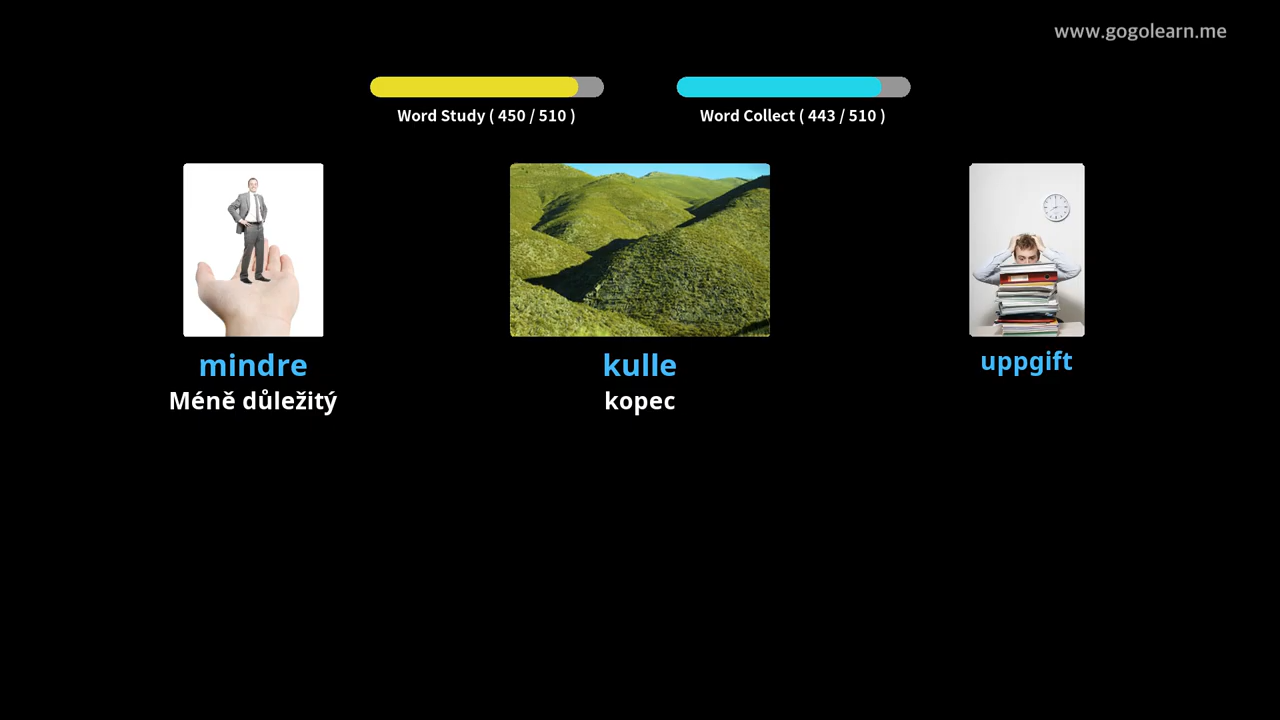 www.gogolearn.me
Word Study ( 450 / 510 )
Word Collect ( 443 / 510 )
mindre
Méně důležitý
kulle
kopec
uppgift